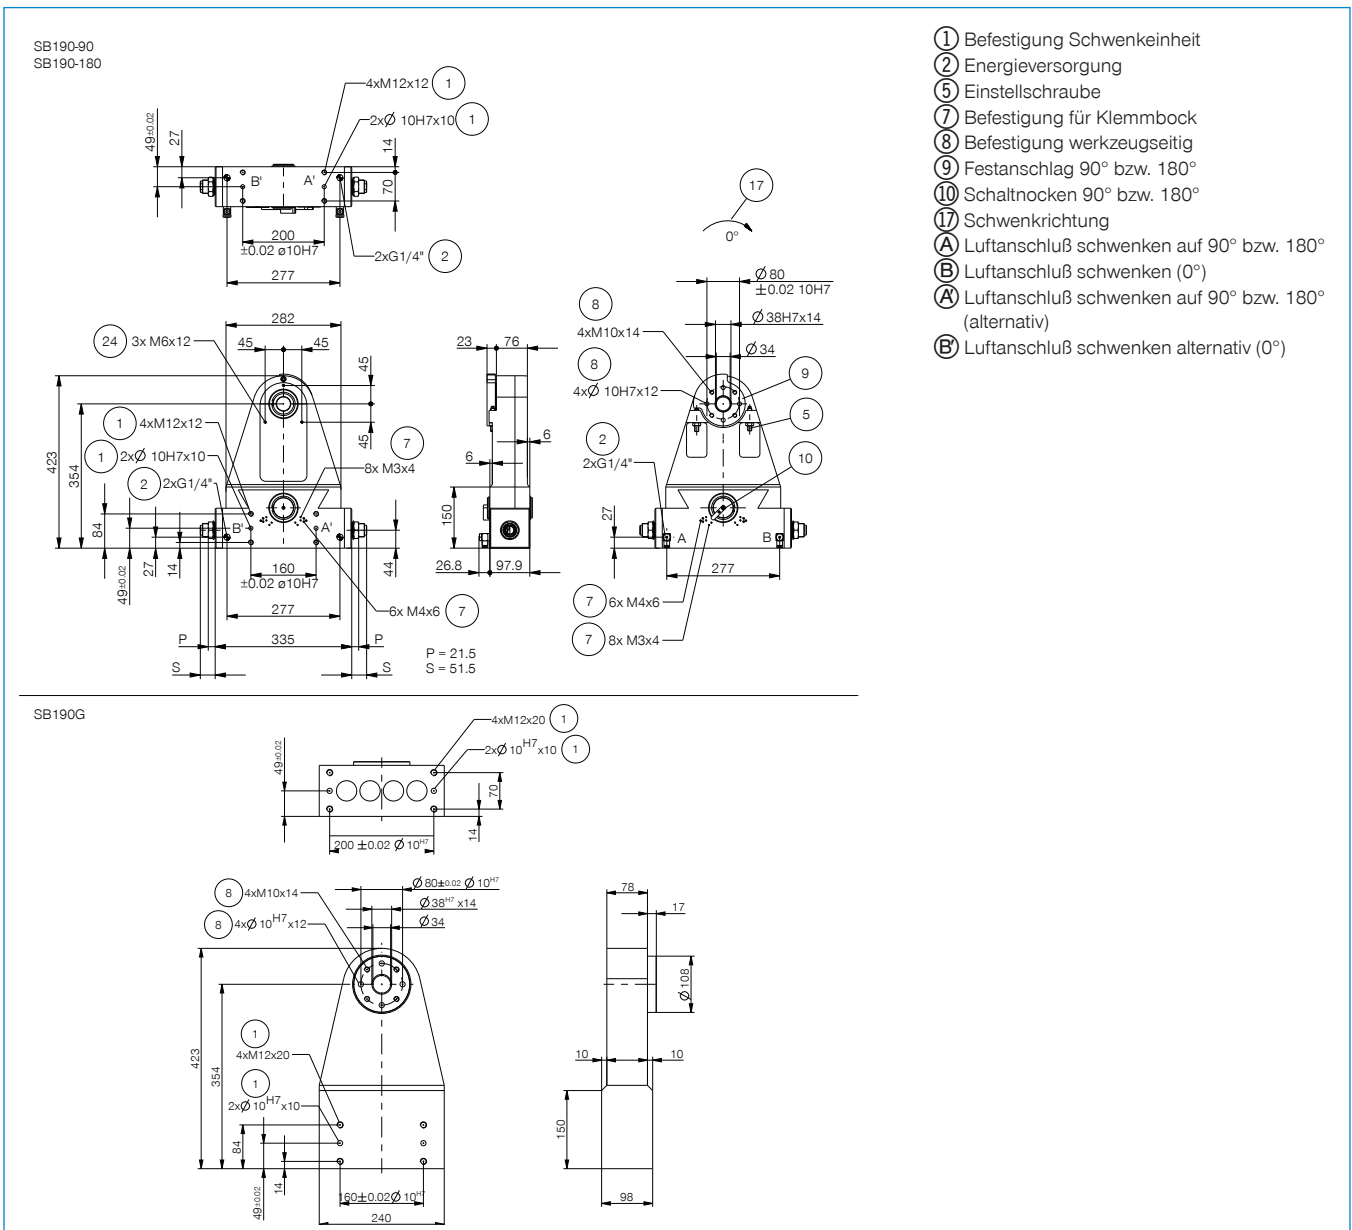 SB190-90
SB190-180
4xM12x12 1
2xØ 10H7x10 1
49±0.02
27
14
70
B' A'
200
±0.02 ø10H7
277
2xG1/4" 2
282
24 3x M6x12
45 45
45
45
423
354
1 4xM12x12
1 2xØ 10H7x10
2 2xG1/4"
7
8x M3x4
B' A'
84
49±0.02
27
14
44
160
±0.02 ø10H7
277
6x M4x6 7
P 335 P
S S
P = 21.5
S = 51.5
23 76
6
6
150
26.8 97.9
17
0°
Ø 80
±0.02 10H7
8
4xM10x14
Ø 38H7x14
Ø 34
8
4xØ 10H7x12
9
5
2
2xG1/4"
10
27
A B
277
7 6x M4x6
7 8x M3x4
SB190G
4xM12x20 1
2xØ 10H7x10 1
49±0.02
70
14
200 ±0.02 Ø 10H7
8 4xM10x14
8 4xØ 10H7x12
Ø 80±0.02 Ø 10H7
Ø 38H7 x14
Ø 34
423
354
1
4xM12x20
1
2xØ 10H7x10
84
49±0.02
14
160±0.02Ø 10H7
240
78
17
Ø 108
10 10
150
98
1 Befestigung Schwenkeinheit
2 Energieversorgung
5 Einstellschraube
7 Befestigung für Klemmbock
8 Befestigung werkzeugseitig
9 Festanschlag 90° bzw. 180°
10 Schaltnocken 90° bzw. 180°
17 Schwenkrichtung
A Luftanschluß schwenken auf 90° bzw. 180°
B Luftanschluß schwenken (0°)
A' Luftanschluß schwenken auf 90° bzw. 180°
(alternativ)
B' Luftanschluß schwenken alternativ (0°)